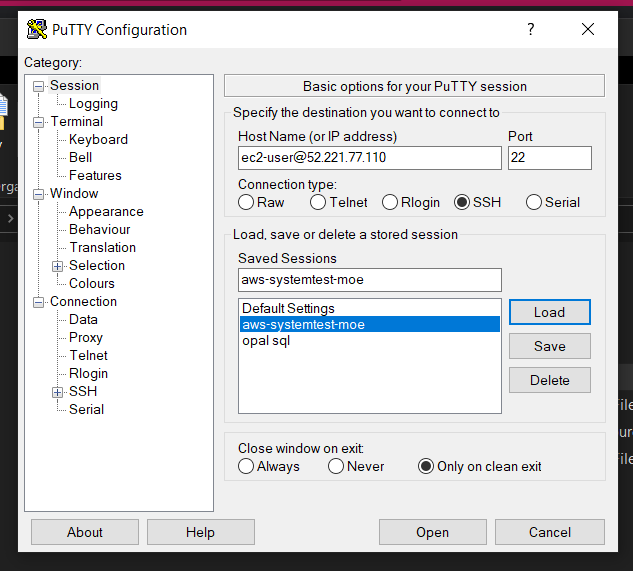 PuTTY Configuration
?
Category:
Session
Logging
Terminal
Keyboard
Bell
Features
Window
Appearance
Behaviour
Translation
Selection
Colours
Connection
Data
Proxy
Telnet
Rlogin
SSH
Serial
Basic options for your PuTTY session
Specify the destination you want to connect to
Host Name (or IP address) Port
ec2-user@52.221.77.110 22
Connection type:
Raw Telnet Rlogin SSH Serial
Load, save or delete a stored session
Saved Sessions
aws-systemtest-moe
Default Settings
aws-systemtest-moe
opal sql
Load
Save
Delete
Close window on exit:
Always Never Only on clean exit
About Help Open Cancel